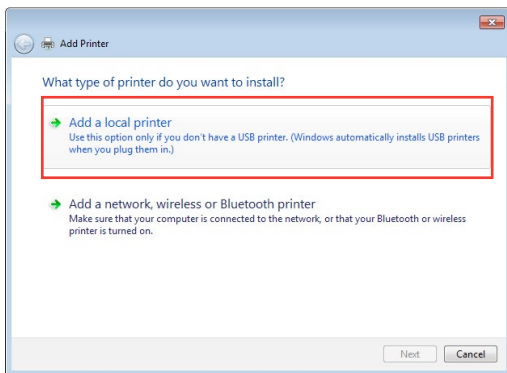 Add Printer
What type of printer do you want to install?
Add a local printer
Use this option only if you don't have a USB printer. (Windows automatically installs USB printers
when you plug them in.)
Add a network, wireless or Bluetooth printer
Make sure that your computer is connected to the network, or that your Bluetooth or wireless
printer is turned on.
Next Cancel